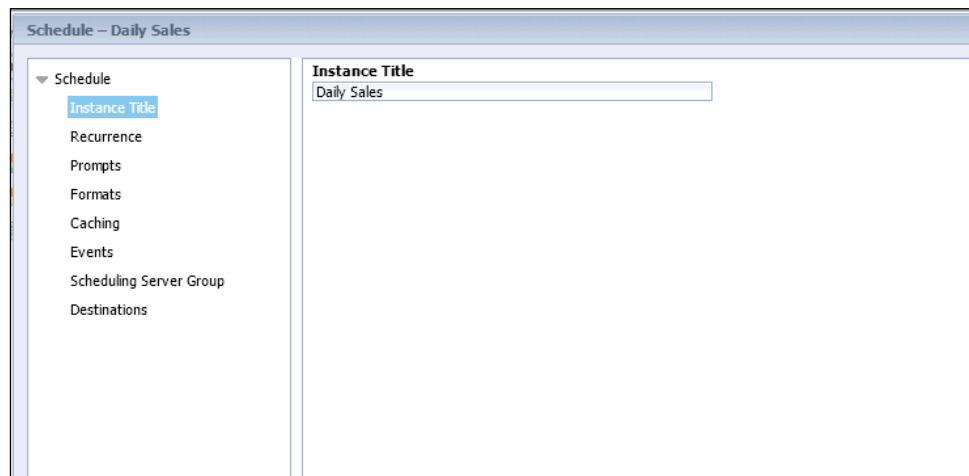 Schedule – Daily Sales
Schedule
Instance Title
Recurrence
Prompts
Formats
Caching
Events
Scheduling Server Group
Destinations
Instance Title
Daily Sales